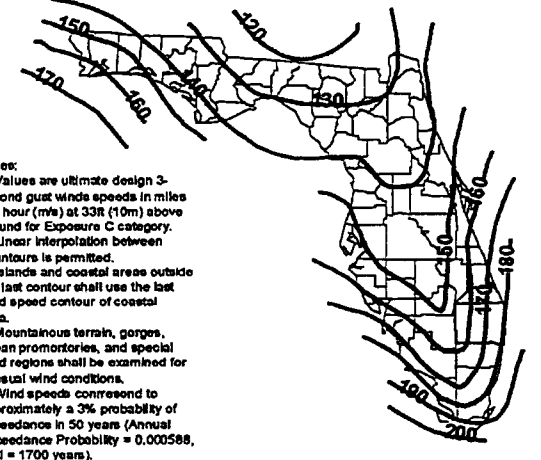 120
150
140
130
170
160
es:
Values are ultimate design 3-
ond gust winds speeds in miles
hour (m/s) at 33ft (10m) above
und for Exposure C category.
Linear interpolation between
ntours is permitted.
slands and coastal areas outside
last contour shall use the last
d speed contour of coastal
a.
Mountainous terrain, gorges,
ean promontories, and special
d regions shall be examined for
sual wind conditions.
Wind speeds conrrespond to
roximately a 3% probability of
eedance in 50 years (Annual
ceedance Probability = 0.000588,
I = 1700 years).
160
150
180
170
190
200